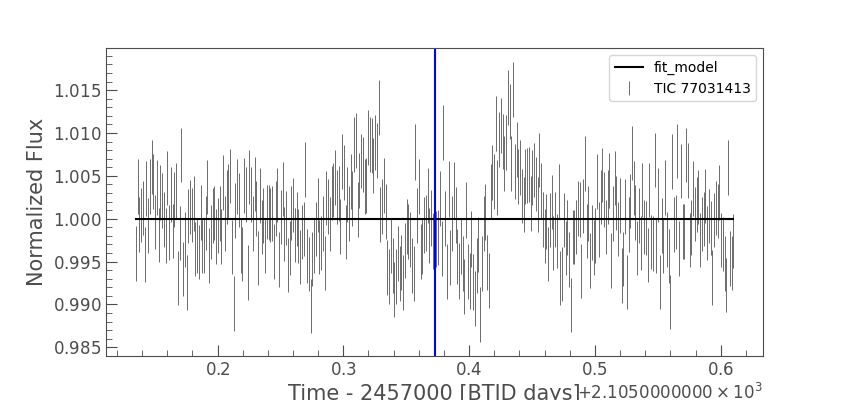 fit_model
TIC 77031413
Normalized Flux
1.015
1.010
1.005
1.000
0.995
0.990
0.985
0.2 0.3 0.4 0.5 0.6
Time - 2457000 [BTJD days]
+2.1050000000 × 10³